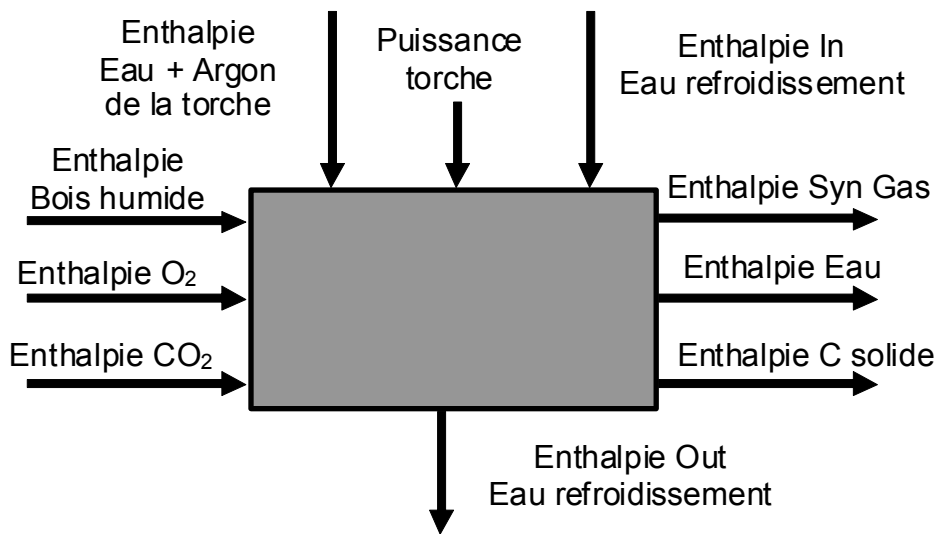 Enthalpie
Eau + Argon
de la torche
Puissance
torche
Enthalpie In
Eau refroidissement
Enthalpie
Bois humide
Enthalpie O₂
Enthalpie CO₂
Enthalpie Syn Gas
Enthalpie Eau
Enthalpie C solide
Enthalpie Out
Eau refroidissement